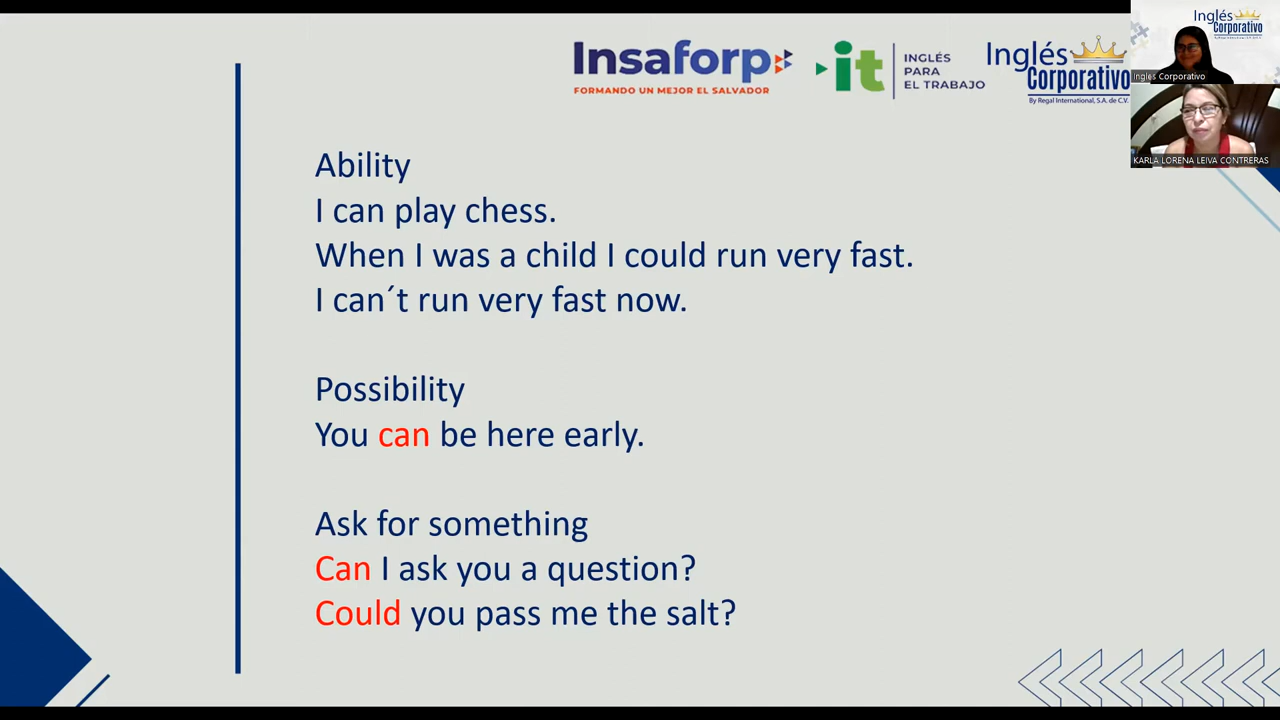 Insaforp
FORMANDO UN MEJOR EL SALVADOR
it
INGLÉS
PARA
EL TRABAJO
Inglés
Corporativo
By Regal International, S.A. de C.V.
Inglés
Corporativo
Ingles Corporativo
KARLA LORENA LEIVA CONTRERAS
Ability
I can play chess.
When I was a child I could run very fast.
I can´t run very fast now.
Possibility
You can be here early.
Ask for something
Can I ask you a question?
Could you pass me the salt?